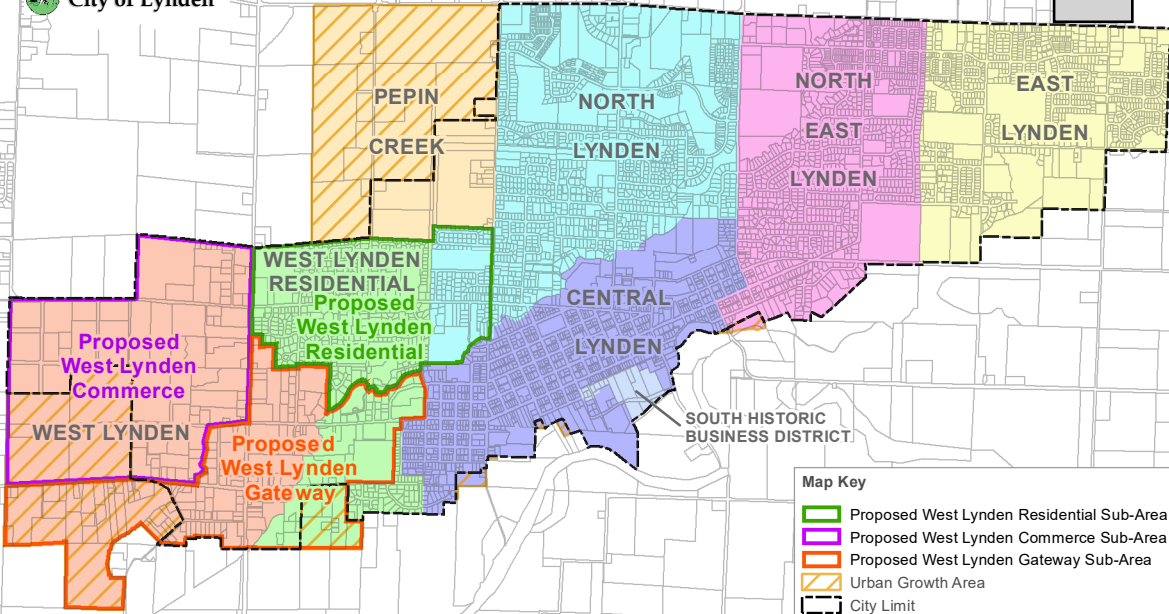 City of Lynden
PEPIN
CREEK
NORTH
LYNDEN
NORTH
EAST
LYNDEN
EAST
LYNDEN
WEST LYNDEN
RESIDENTIAL
Proposed
West Lynden
Residential
CENTRAL
LYNDEN
Proposed
West Lynden
Commerce
WEST LYNDEN
Proposed
West Lynden
Gateway
SOUTH HISTORIC
BUSINESS DISTRICT
Map Key
Proposed West Lynden Residential Sub-Area
Proposed West Lynden Commerce Sub-Area
Proposed West Lynden Gateway Sub-Area
Urban Growth Area
City Limit